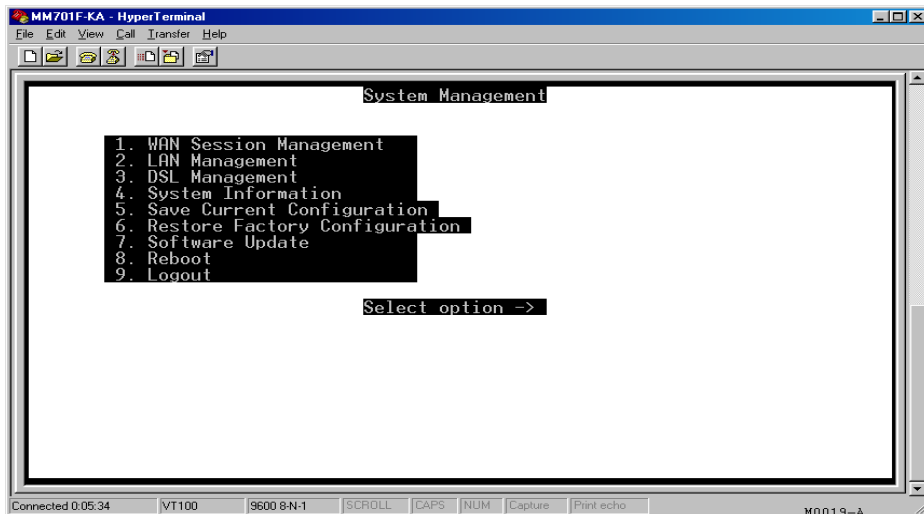 MM701F-KA - HyperTerminal
File Edit View Call Transfer Help
System Management
1. WAN Session Management
2. LAN Management
3. DSL Management
4. System Information
5. Save Current Configuration
6. Restore Factory Configuration
7. Software Update
8. Reboot
9. Logout
Select option ->
Connected 0:05:34 VT100 9600 8-N-1 SCROLL CAPS NUM Capture Print echo
M0019-A